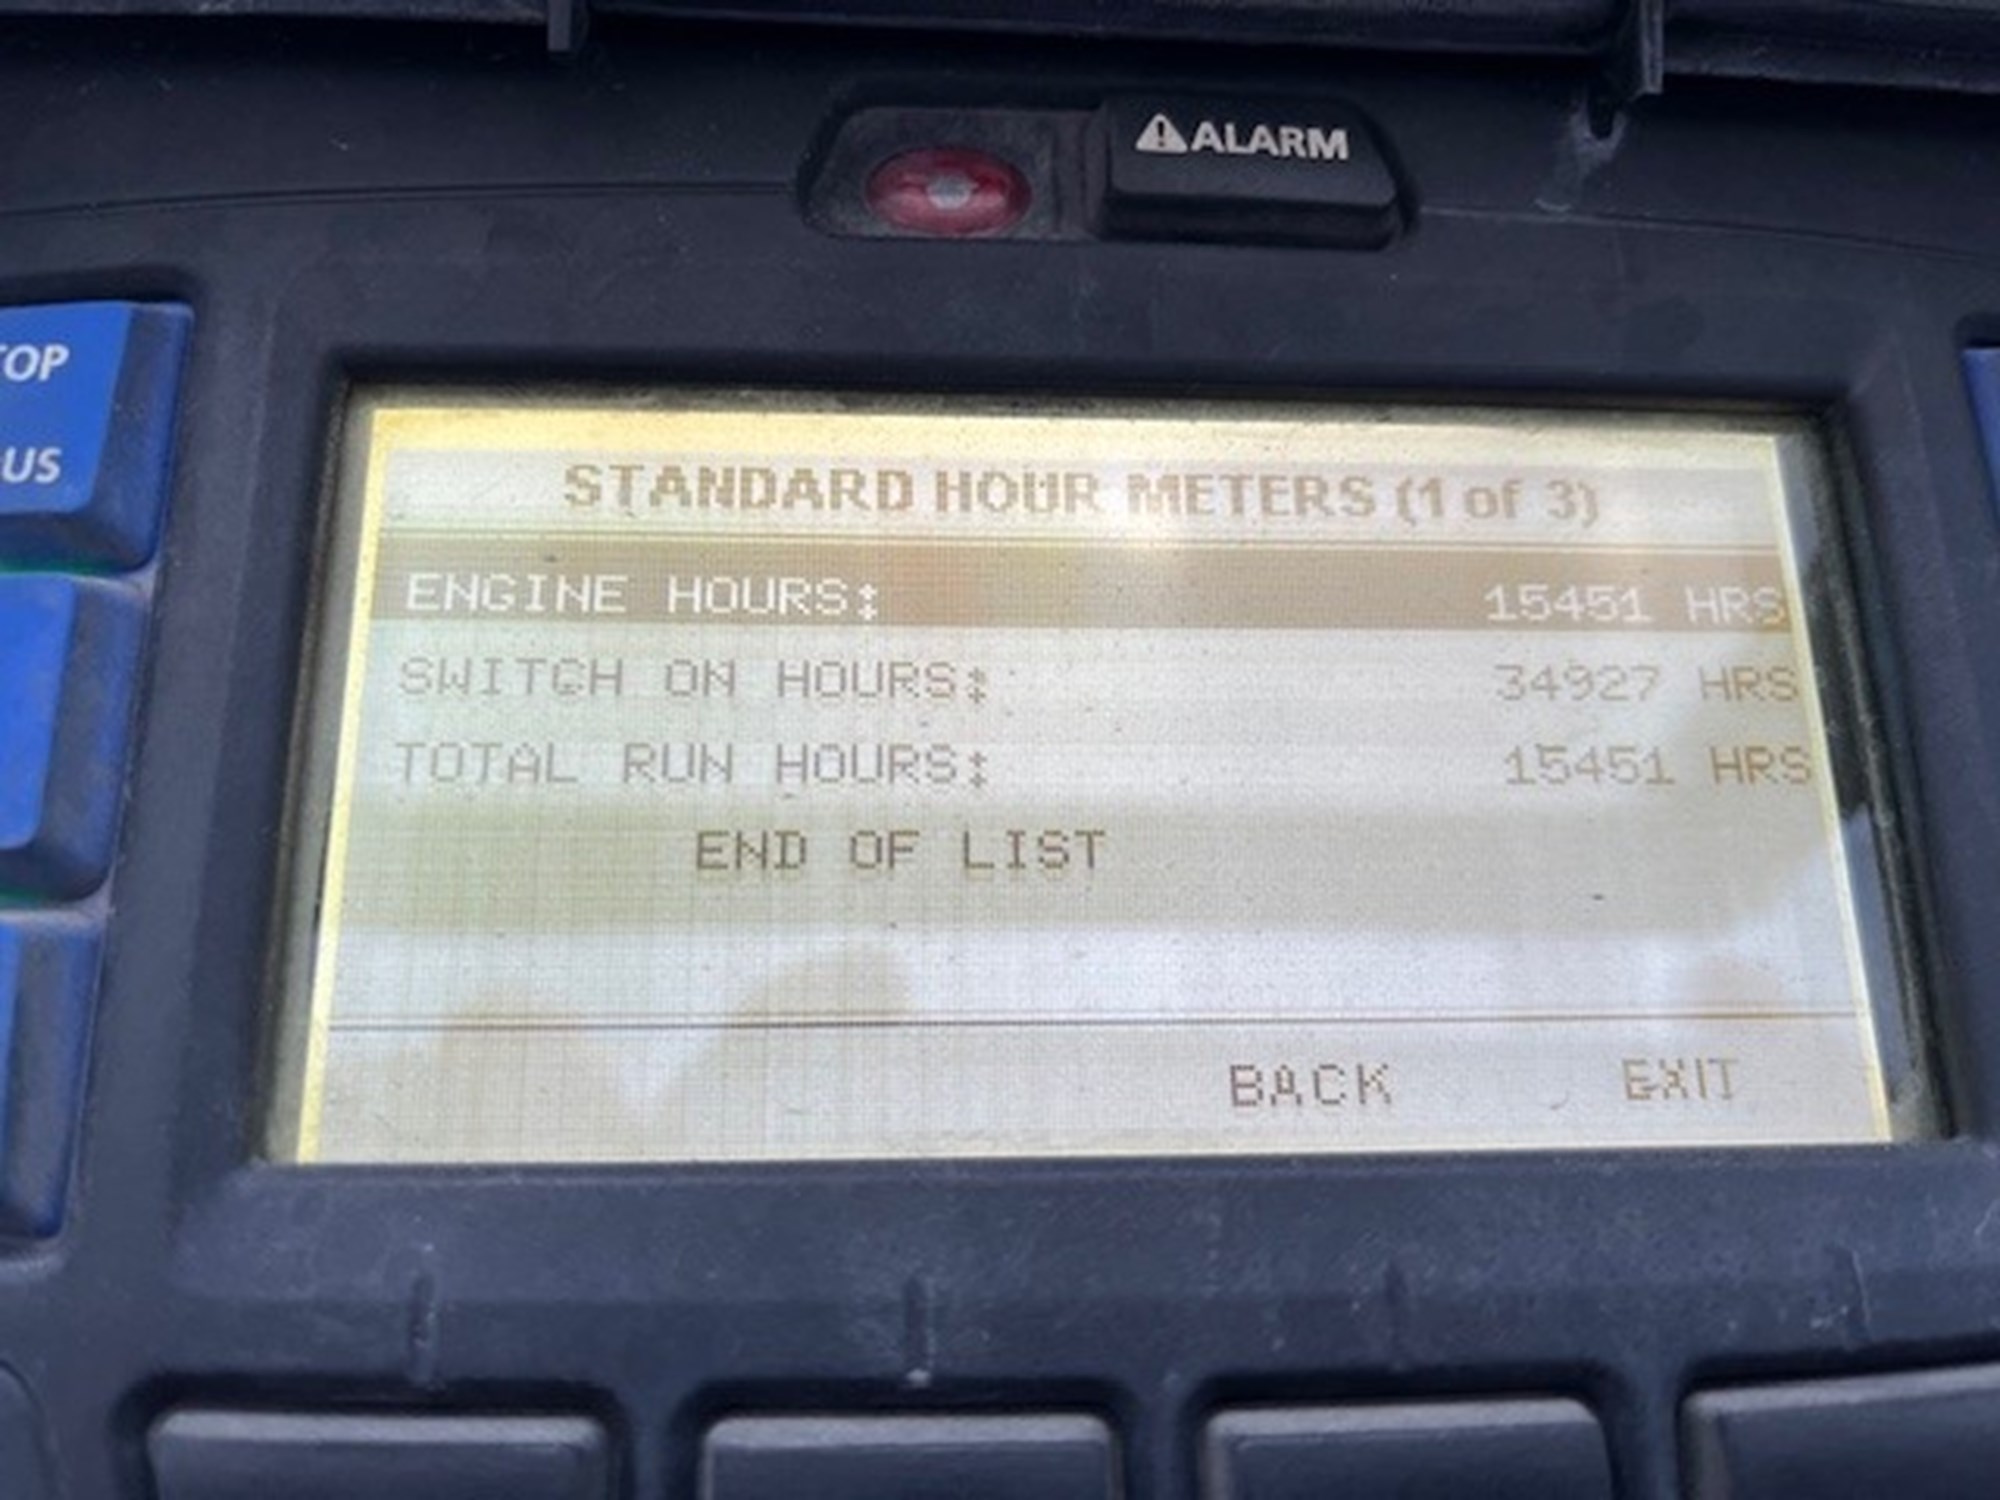 ⚠ALARM
TOP
US
STANDARD HOUR METERS (1 of 3)
ENGINE HOURS: 15451 HRS
SWITCH ON HOURS: 34927 HRS
TOTAL RUN HOURS: 15451 HRS
END OF LIST
BACK EXIT